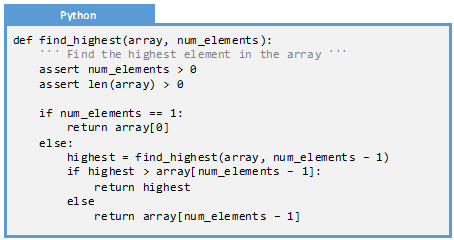 Python
def find_highest(array, num_elements):
    ``` Find the highest element in the array ```
    assert num_elements > 0
    assert len(array) > 0

    if num_elements == 1:
        return array[0]
    else:
        highest = find_highest(array, num_elements – 1)
        if highest > array[num_elements – 1]:
            return highest
        else
            return array[num_elements – 1]